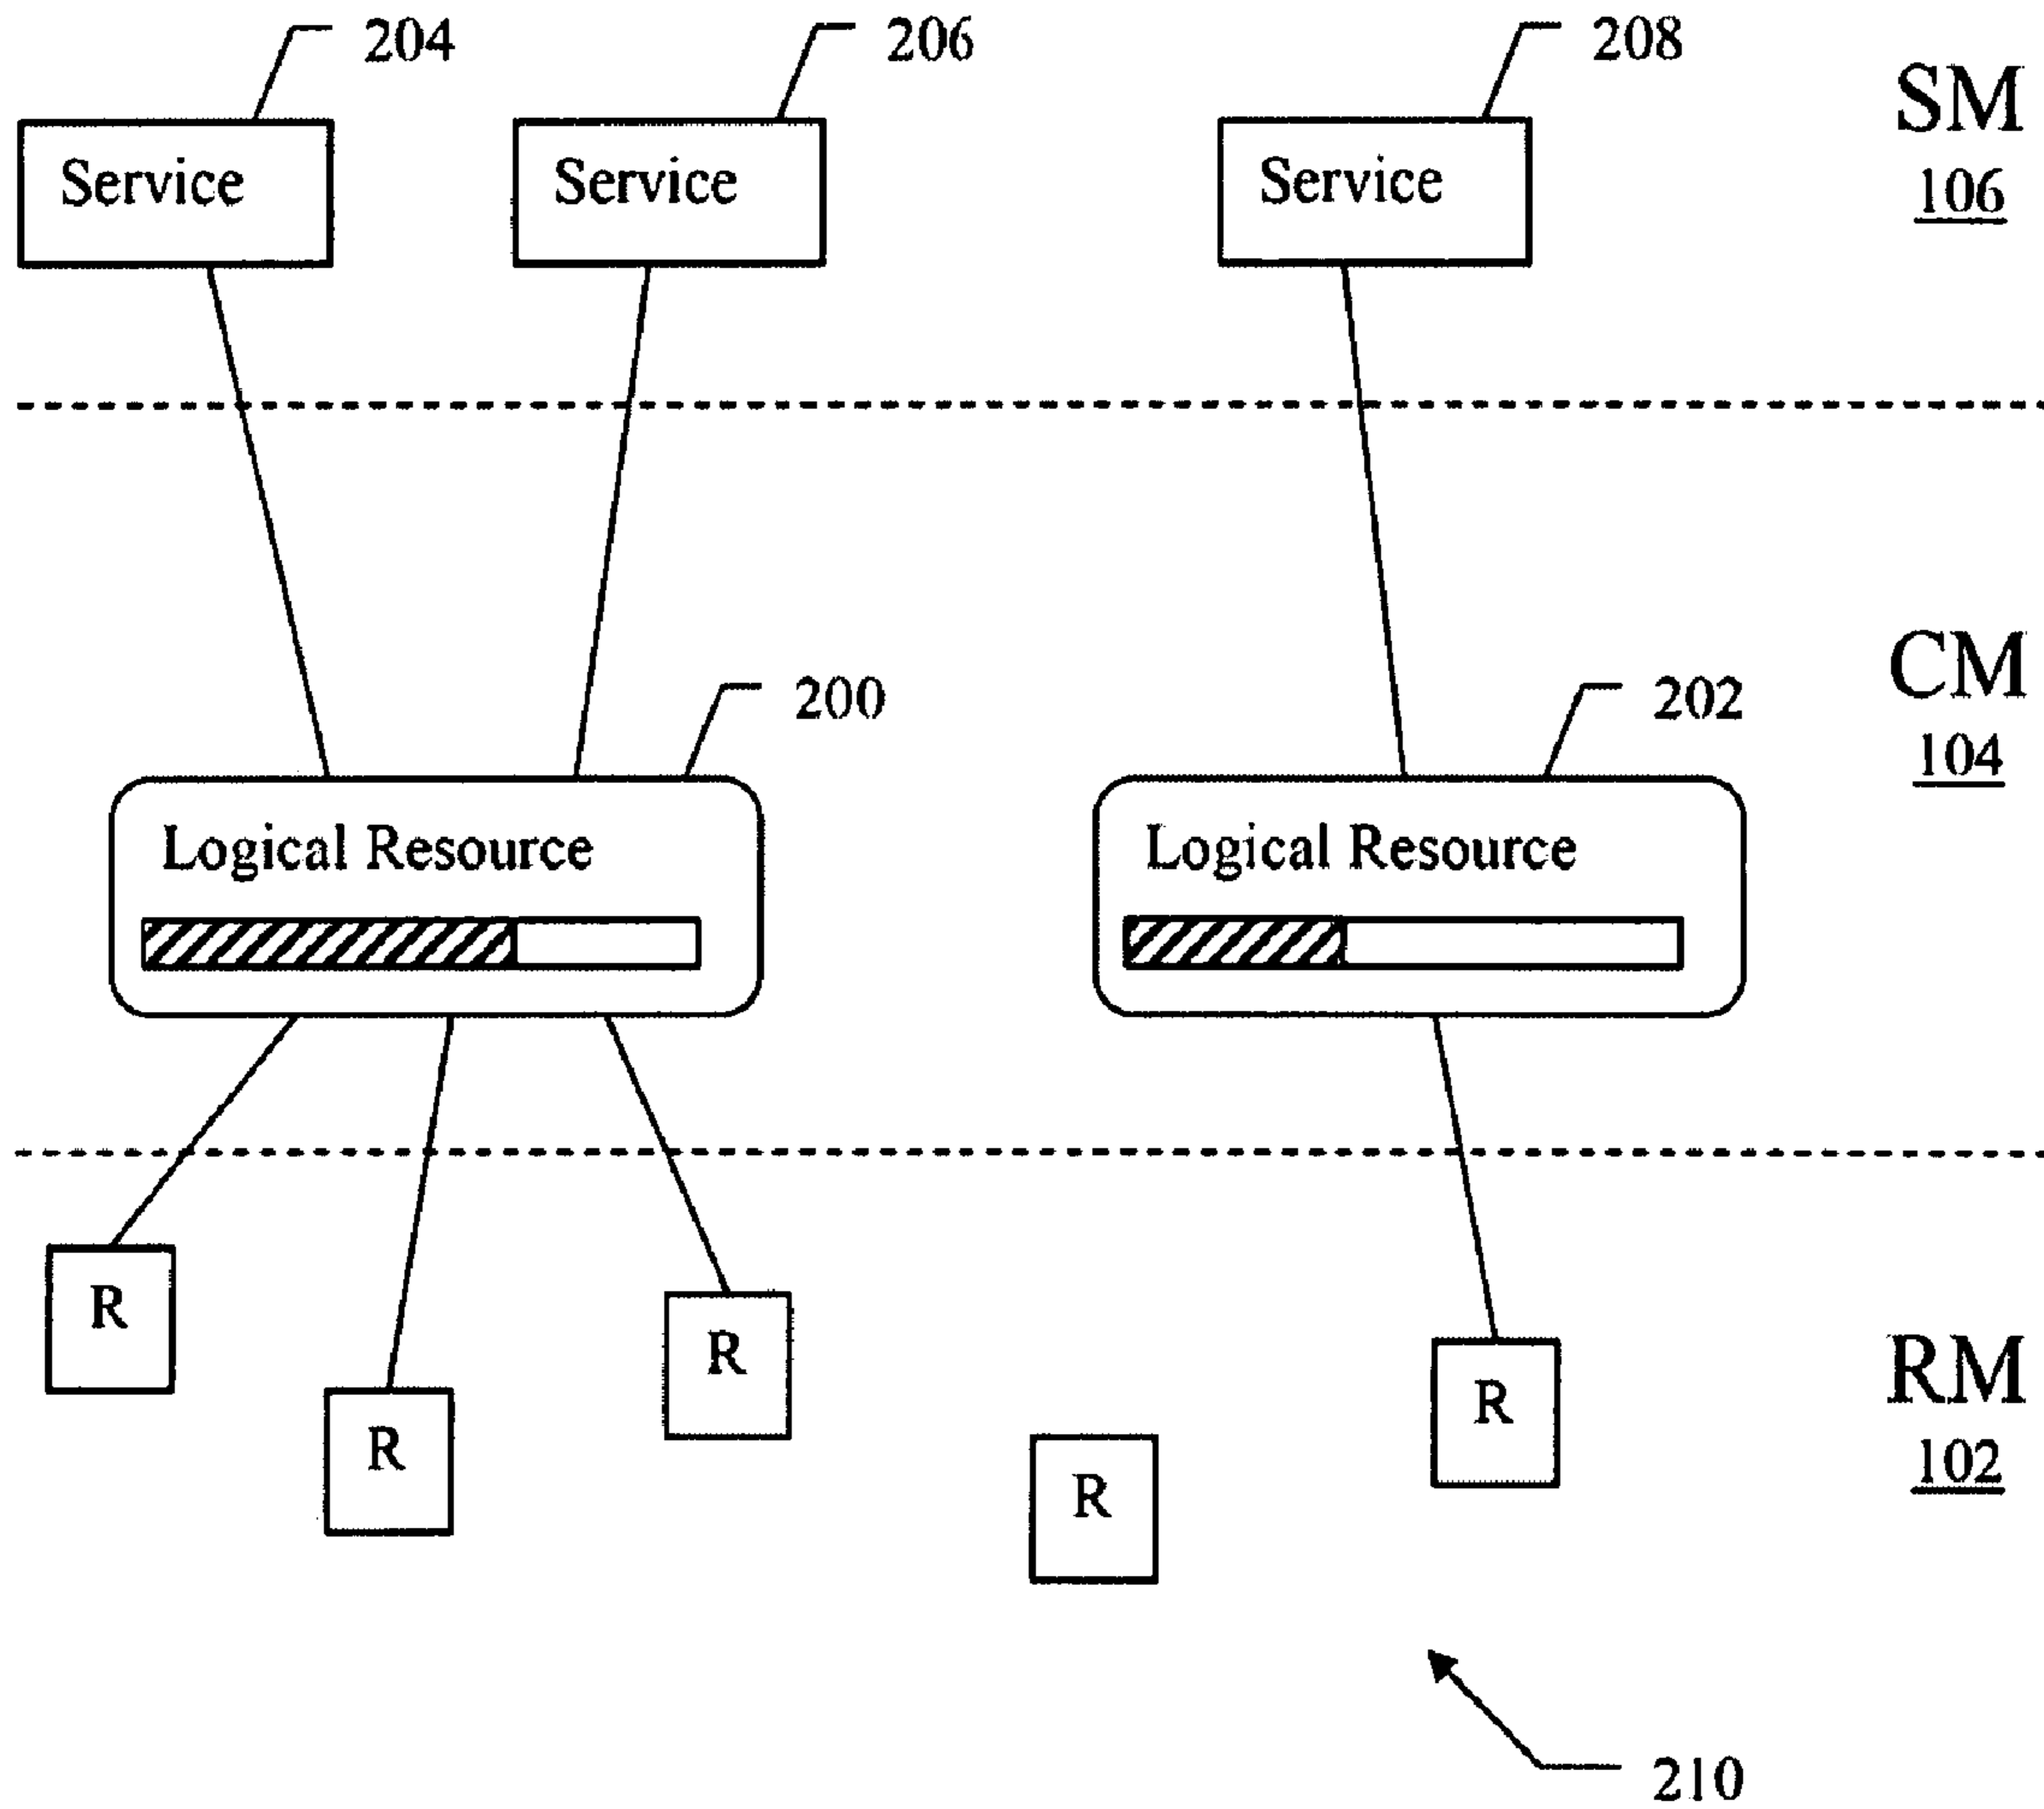 204
206
208
SM
106
Service
Service
Service
CM
104
200
202
Logical Resource
Logical Resource
R
R
R
R
R
RM
102
210